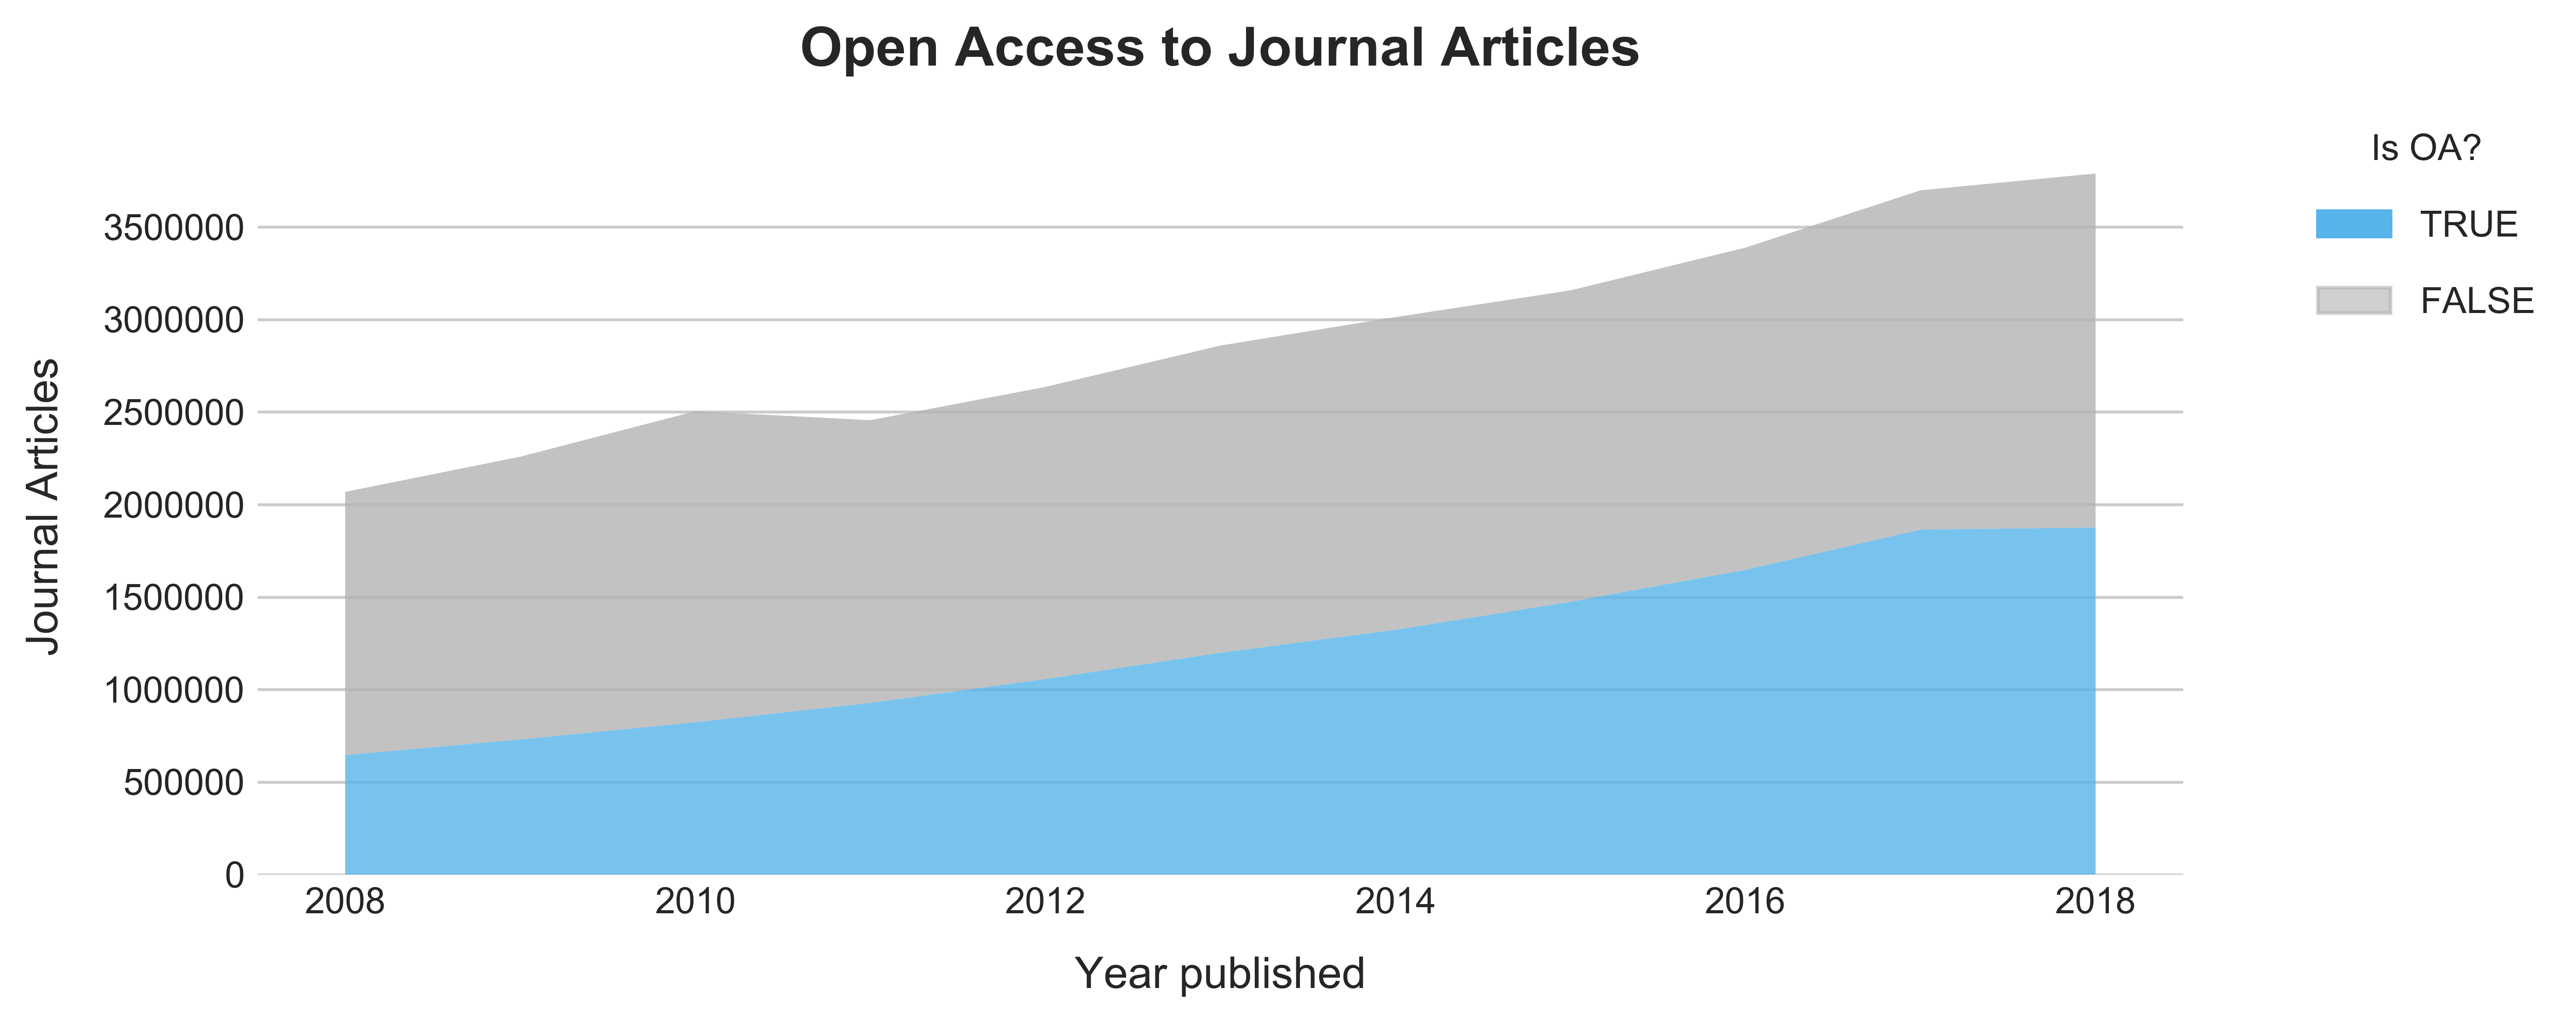 Open Access to Journal Articles
Is OA?
TRUE
FALSE
Journal Articles
3500000
3000000
2500000
2000000
1500000
1000000
500000
0
2008 2010 2012 2014 2016 2018
Year published